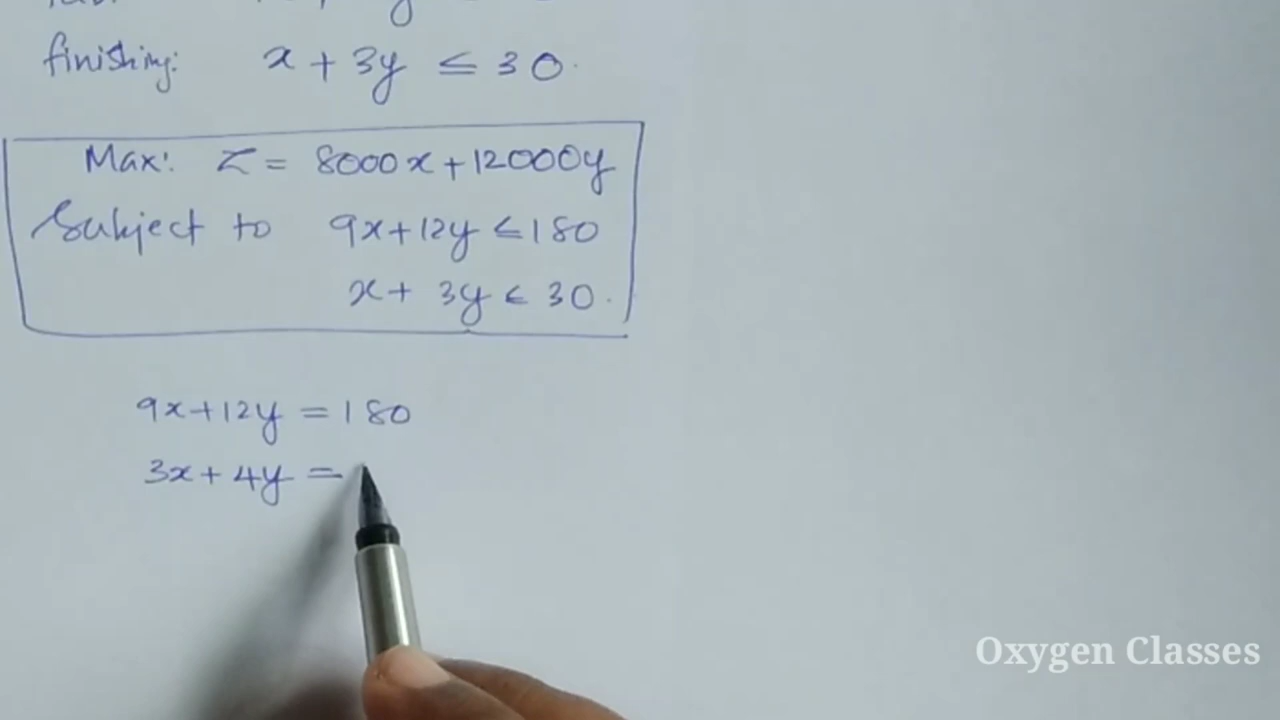 finishing: x + 3y ≤ 30.
Max: Z = 8000x + 12000y
Subject to 9x + 12y ≤ 180
x + 3y ≤ 30.
9x + 12y = 180
3x + 4y =
Oxygen Classes